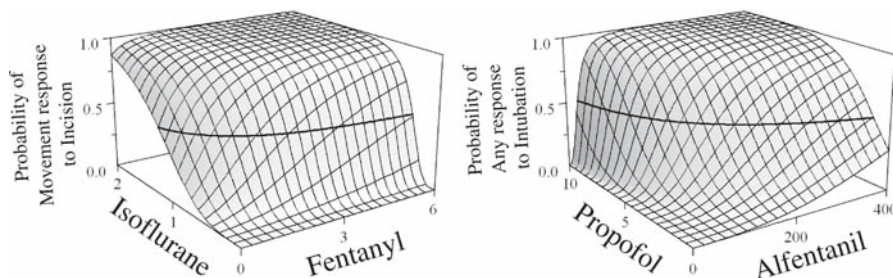 Probability of
Movement response
to Incision
1.0
0.5
0.0
2
1
0
Isoflurane
3
6
Fentanyl
Probability of
Any response
to Intubation
1.0
0.5
0.0
10
5
0
Propofol
200
400
Alfentanil